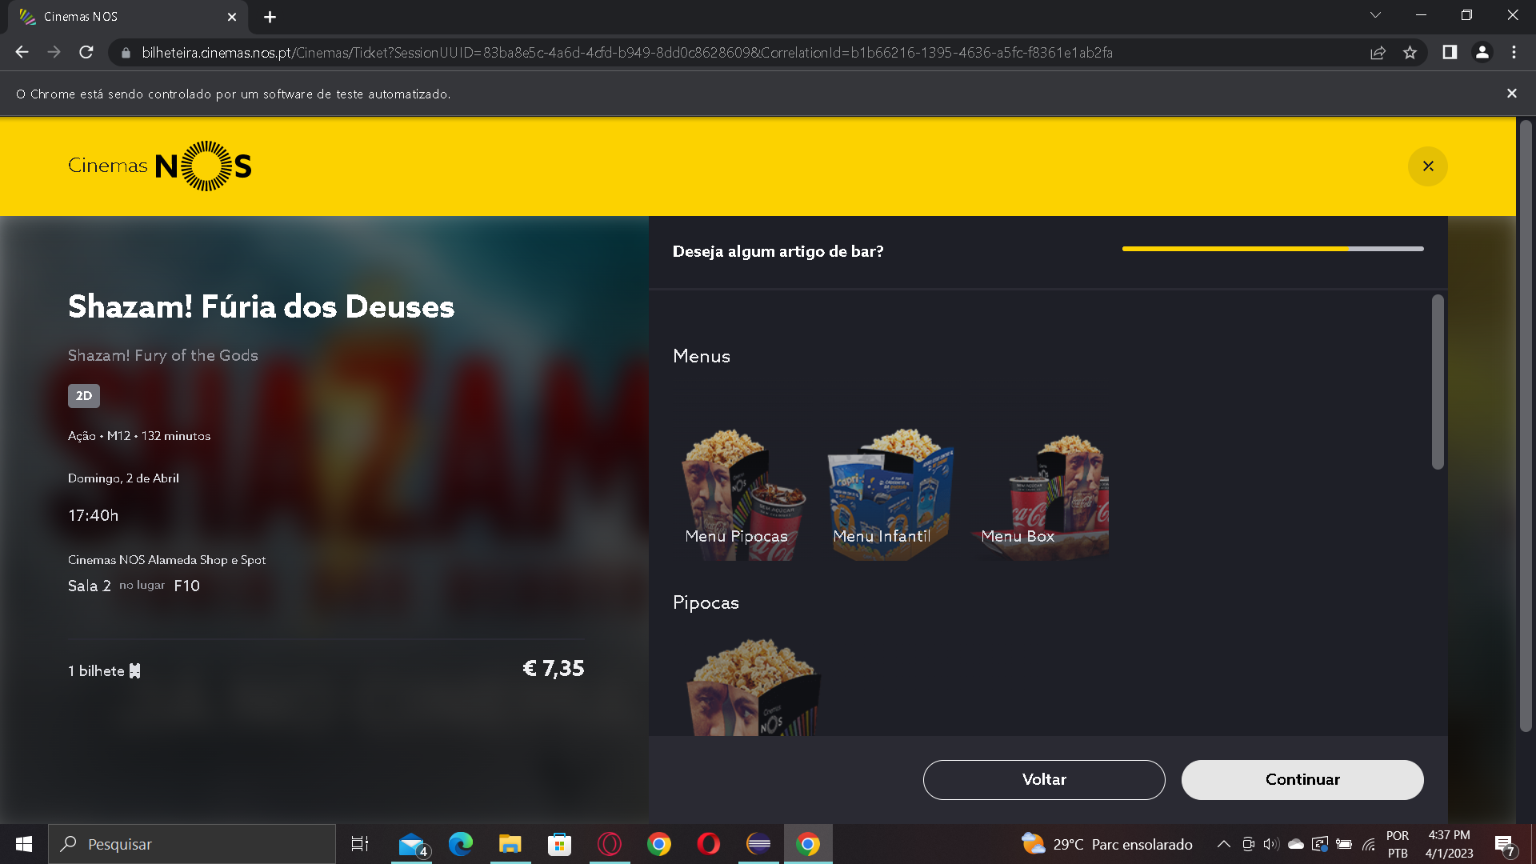 Cinemas NOS
bilheteira.cinemas.nos.pt/Cinemas/Ticket?SessionUUID=83ba8e5c-4a6d-4cfd-b949-8dd0c8628609&CorrelationId=b1b66216-1395-4636-a5fc-f8361e1ab2fa
O Chrome está sendo controlado por um software de teste automatizado.
Cinemas NOS
Shazam! Fúria dos Deuses
Shazam! Fury of the Gods
2D
Ação • M12 • 132 minutos
Domingo, 2 de Abril
17:40h
Cinemas NOS Alameda Shop e Spot
Sala 2 no lugar F10
1 bilhete
€ 7,35
Deseja algum artigo de bar?
Menus
Menu Pipocas
Menu Infantil
Menu Box
Pipocas
Cinemas
NOS
Voltar
Continuar
Pesquisar
4
29°C Parc ensolarado
POR
PTB
4:37 PM
4/1/2023
7